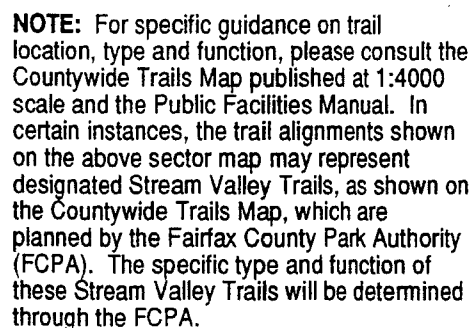 NOTE: For specific guidance on trail
location, type and function, please consult the
Countywide Trails Map published at 1:4000
scale and the Public Facilities Manual. In
certain instances, the trail alignments shown
on the above sector map may represent
designated Stream Valley Trails, as shown on
the Countywide Trails Map, which are
planned by the Fairfax County Park Authority
(FCPA). The specific type and function of
these Stream Valley Trails will be determined
through the FCPA.